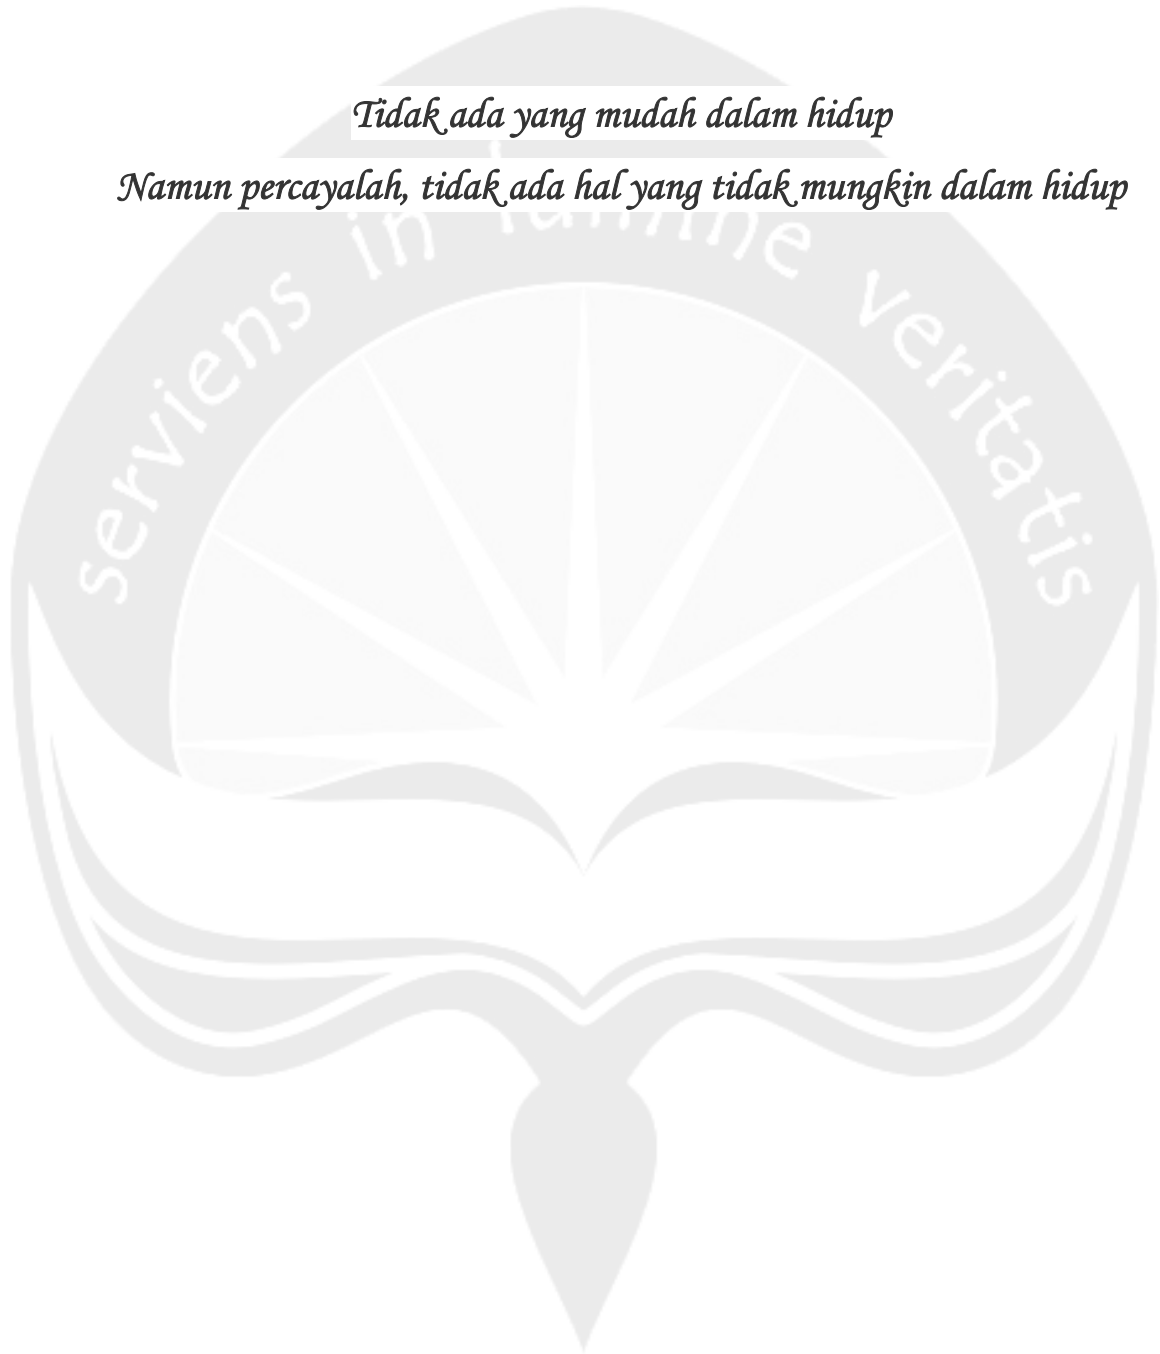 Tidak ada yang mudah dalam hidup
Namun percayalah, tidak ada hal yang tidak mungkin dalam hidup
serviens in lumine veritatis